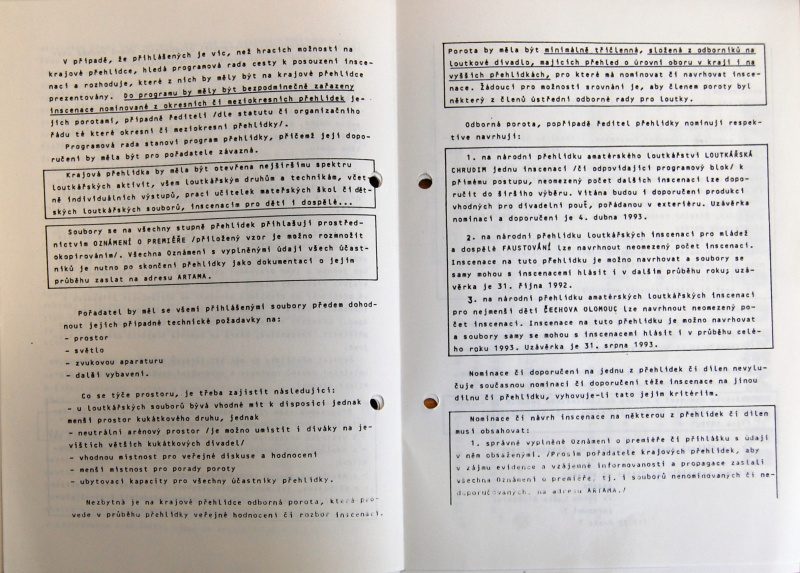 V případě, že přihlášených je víc, než hracích možností na
krajové přehlídce, hledá programová rada cesty k posouzení insce-
nací a rozhoduje, které z nich by měly být na krajové přehlídce
prezentovány. Do programu by měly být bezpodmínečně zařazeny
inscenace nominované z okresních či meziokresních přehlídek je-
jich porotami, případně řediteli /dle statutu či organizačního
řádu té které okresní či meziokresní přehlídky/.
Programová rada stanoví program přehlídky, přičemž její dopo-
ručení by měla být pro pořadatele závazná.
Krajová přehlídka by měla být otevřena nejširšímu spektru
loutkářských aktivit, všem loutkářským druhům a technikám, včet-
ně individuálních výstupů, prací učitelek mateřských škol či dět-
ských loutkářských souborů, inscenacím pro děti i dospělé...
Soubory se na všechny stupně přehlídek přihlašují prostřed-
nictvím OZNÁMENÍ O PREMIÉŘE /přiložený vzor je možno rozmnožit
okopírováním/. Všechna Oznámení s vyplněnými údaji všech účast-
níků je nutno po skončení přehlídky jako dokumentaci o jejím
průběhu zaslat na adresu ARTAMA.
Pořadatel by měl se všemi přihlášenými soubory předem dohod-
nout jejich případné technické požadavky na:
- prostor
- světlo
- zvukovou aparaturu
- další vybavení.
Co se týče prostoru, je třeba zajistit následující:
- u loutkářských souborů bývá vhodné mít k disposici jednak
menší prostor kukátkového divadla, jednak
- neutrální arénový prostor /je možno umístit i diváky na je-
vištích větších kukátkových divadel/
- vhodnou místnost pro veřejné diskuse a hodnocení
- menší místnost pro porady poroty
- ubytovací kapacity pro všechny účastníky přehlídky.
Nezbytná je na krajové přehlídce odborná porota, která pro-
vede v průběhu přehlídky veřejné hodnocení či rozbor inscenací.
Porota by měla být minimálně tříčlenná, složená z odborníků na
loutkové divadlo, majících přehled o úrovni oboru v kraji i na
vyšších přehlídkách, pro které má nominovat či navrhovat insce-
nace. Žádoucí pro možnosti srovnání je, aby členem poroty byl
některý z členů ústřední odborné rady pro loutky.
Odborná porota, popřípadě ředitel přehlídky nominují respek-
tive navrhují:
1. na národní přehlídku amatérského loutkářství LOUTKÁŘSKÁ
CHRUDIM jednu inscenaci /či odpovídající programový blok/ k
přímému postupu, neomezený počet dalších inscenací lze dopo-
ručit do širšího výběru. Vítána budou i doporučení produkcí
vhodných pro divadelní pouť, pořádanou v exteriéru. Uzávěrka
nominací a doporučení je 4. dubna 1993.
2. na národní přehlídku loutkářských inscenací pro mládež
a dospělé FAUSTOVÁNÍ lze navrhnout neomezený počet inscenací.
Inscenace na tuto přehlídku je možno navrhovat a soubory se
samy mohou s inscenacemi hlásit i v dalším průběhu roku; uzá-
věrka je 31. října 1992.
3. na národní přehlídku amatérských loutkářských inscenací
pro nejmenší děti ČECHOVA OLOMOUC lze navrhnout neomezený po-
čet inscenací. Inscenace na tuto přehlídku je možno navrhovat
a soubory samy se mohou s inscenacemi hlásit i v průběhu celé-
ho roku 1993. Uzávěrka je 31. srpna 1993.
Nominace či doporučení na jednu z přehlídek či dílen nevylu-
čuje současnou nominaci či doporučení téže inscenace na jinou
dílnu či přehlídku, vyhovuje-li tato jejím kritériím.
Nominace či návrh inscenace na některou z přehlídek či dílen
musí obsahovat:
1. správně vyplněné Oznámení o premiéře či přihlášku s údaji
v něm obsaženými. /Prosím pořadatele krajových přehlídek, aby
v zájmu evidence a vzájemné informovanosti a propagace zaslali
všechna Oznámení o premiéře, tj. i souborů nenominovaných či ne-
doporučovaných, na adresu ARTAMA./